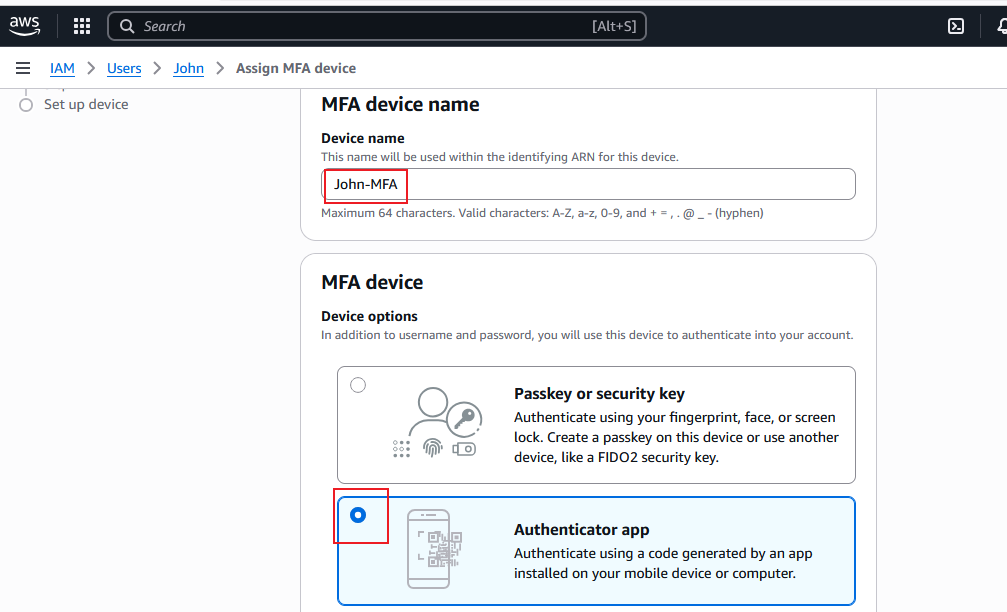 aws
Search
[Alt+S]
IAM > Users > John > Assign MFA device
Set up device
MFA device name
Device name
This name will be used within the identifying ARN for this device.
John-MFA
Maximum 64 characters. Valid characters: A-Z, a-z, 0-9, and + = , . @ _ - (hyphen)
MFA device
Device options
In addition to username and password, you will use this device to authenticate into your account.
Passkey or security key
Authenticate using your fingerprint, face, or screen
lock. Create a passkey on this device or use another
device, like a FIDO2 security key.
Authenticator app
Authenticate using a code generated by an app
installed on your mobile device or computer.